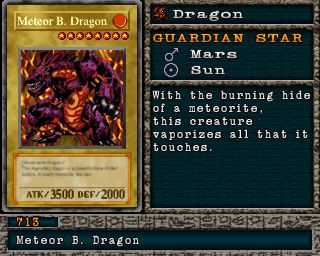 Meteor B. Dragon
ATK/3500 DEF/2000
Dragon
GUARDIAN STAR
Mars
Sun
With the burning hide
of a meteorite,
this creature
vaporizes all that it
touches.
713
Meteor B. Dragon